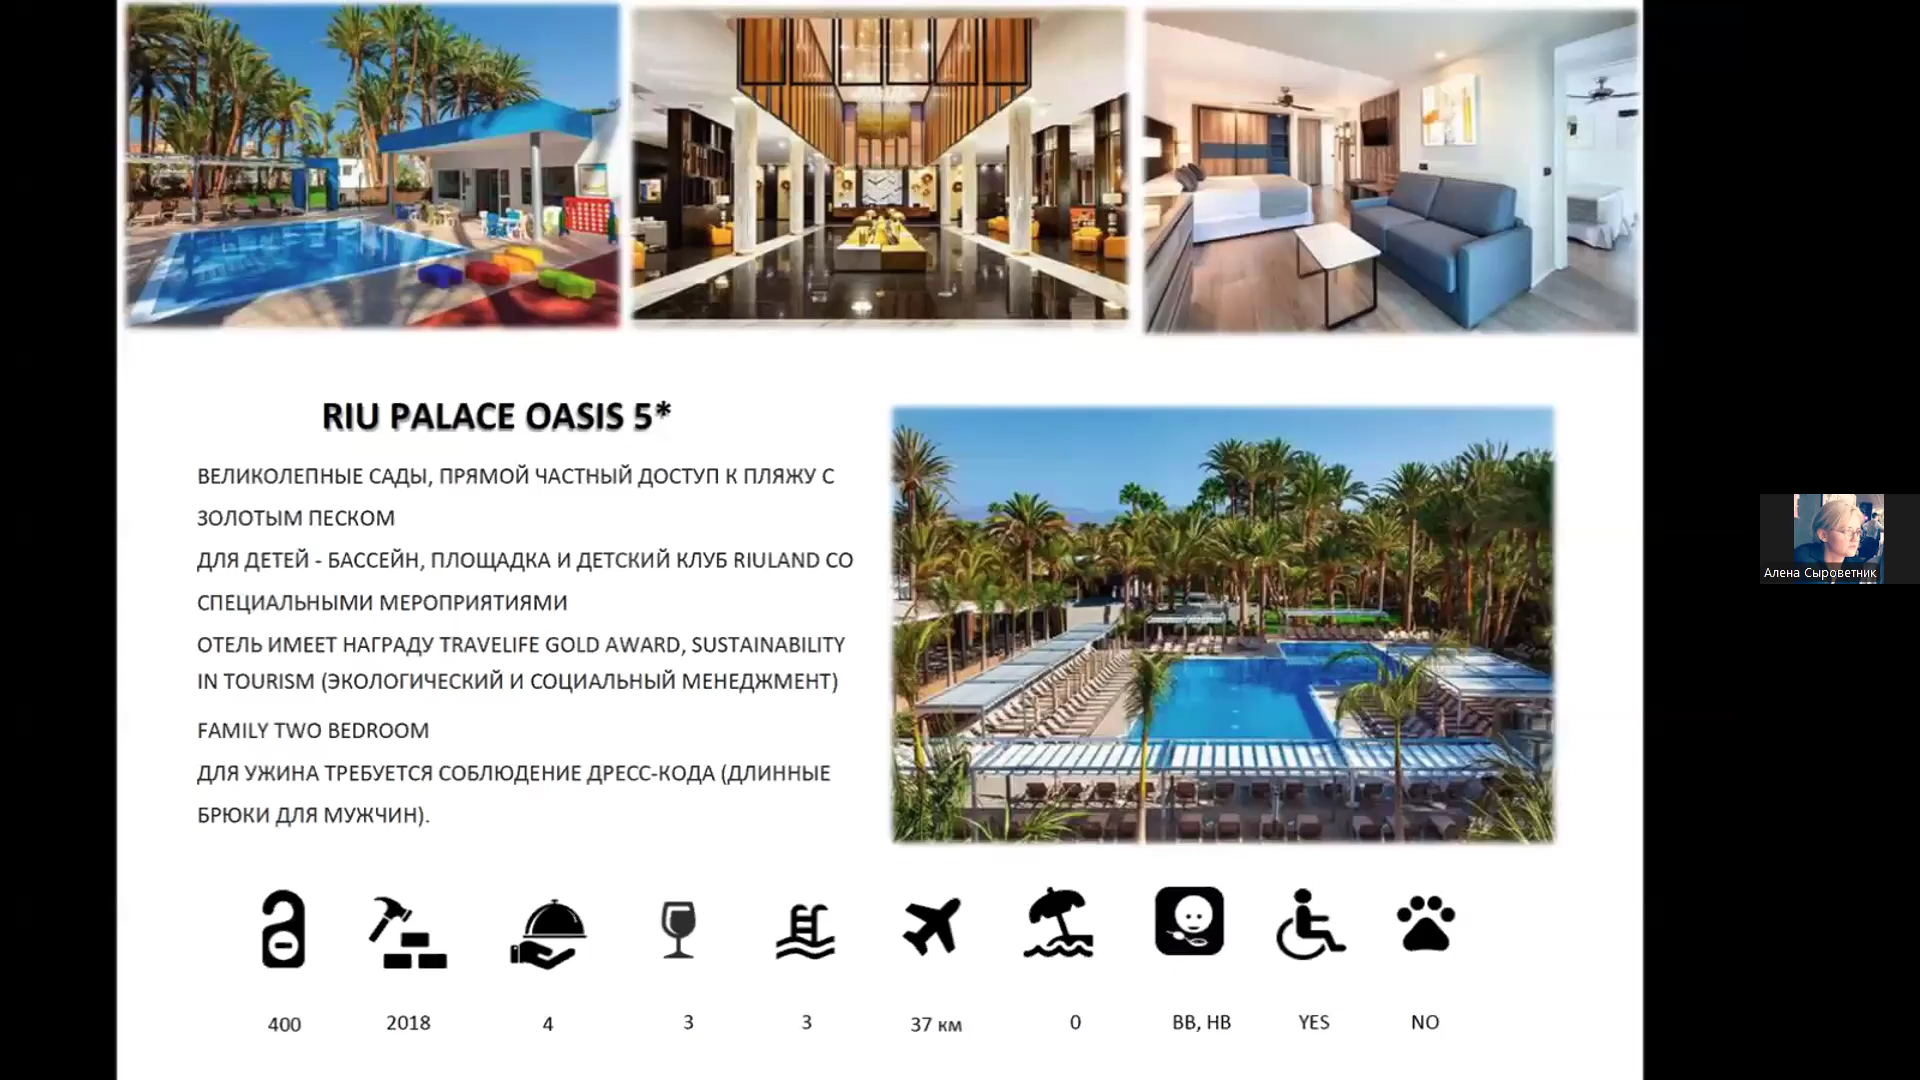 RIU PALACE OASIS 5*
ВЕЛИКОЛЕПНЫЕ САДЫ, ПРЯМОЙ ЧАСТНЫЙ ДОСТУП К ПЛЯЖУ С
ЗОЛОТЫМ ПЕСКОМ
ДЛЯ ДЕТЕЙ - БАССЕЙН, ПЛОЩАДКА И ДЕТСКИЙ КЛУБ RIULAND СО
СПЕЦИАЛЬНЫМИ МЕРОПРИЯТИЯМИ
ОТЕЛЬ ИМЕЕТ НАГРАДУ TRAVELIFE GOLD AWARD, SUSTAINABILITY
IN TOURISM (ЭКОЛОГИЧЕСКИЙ И СОЦИАЛЬНЫЙ МЕНЕДЖМЕНТ)
FAMILY TWO BEDROOM
ДЛЯ УЖИНА ТРЕБУЕТСЯ СОБЛЮДЕНИЕ ДРЕСС-КОДА (ДЛИННЫЕ
БРЮКИ ДЛЯ МУЖЧИН).
400 2018 4 3 3 37 км 0 BB, HB YES NO
Алена Сыроветник